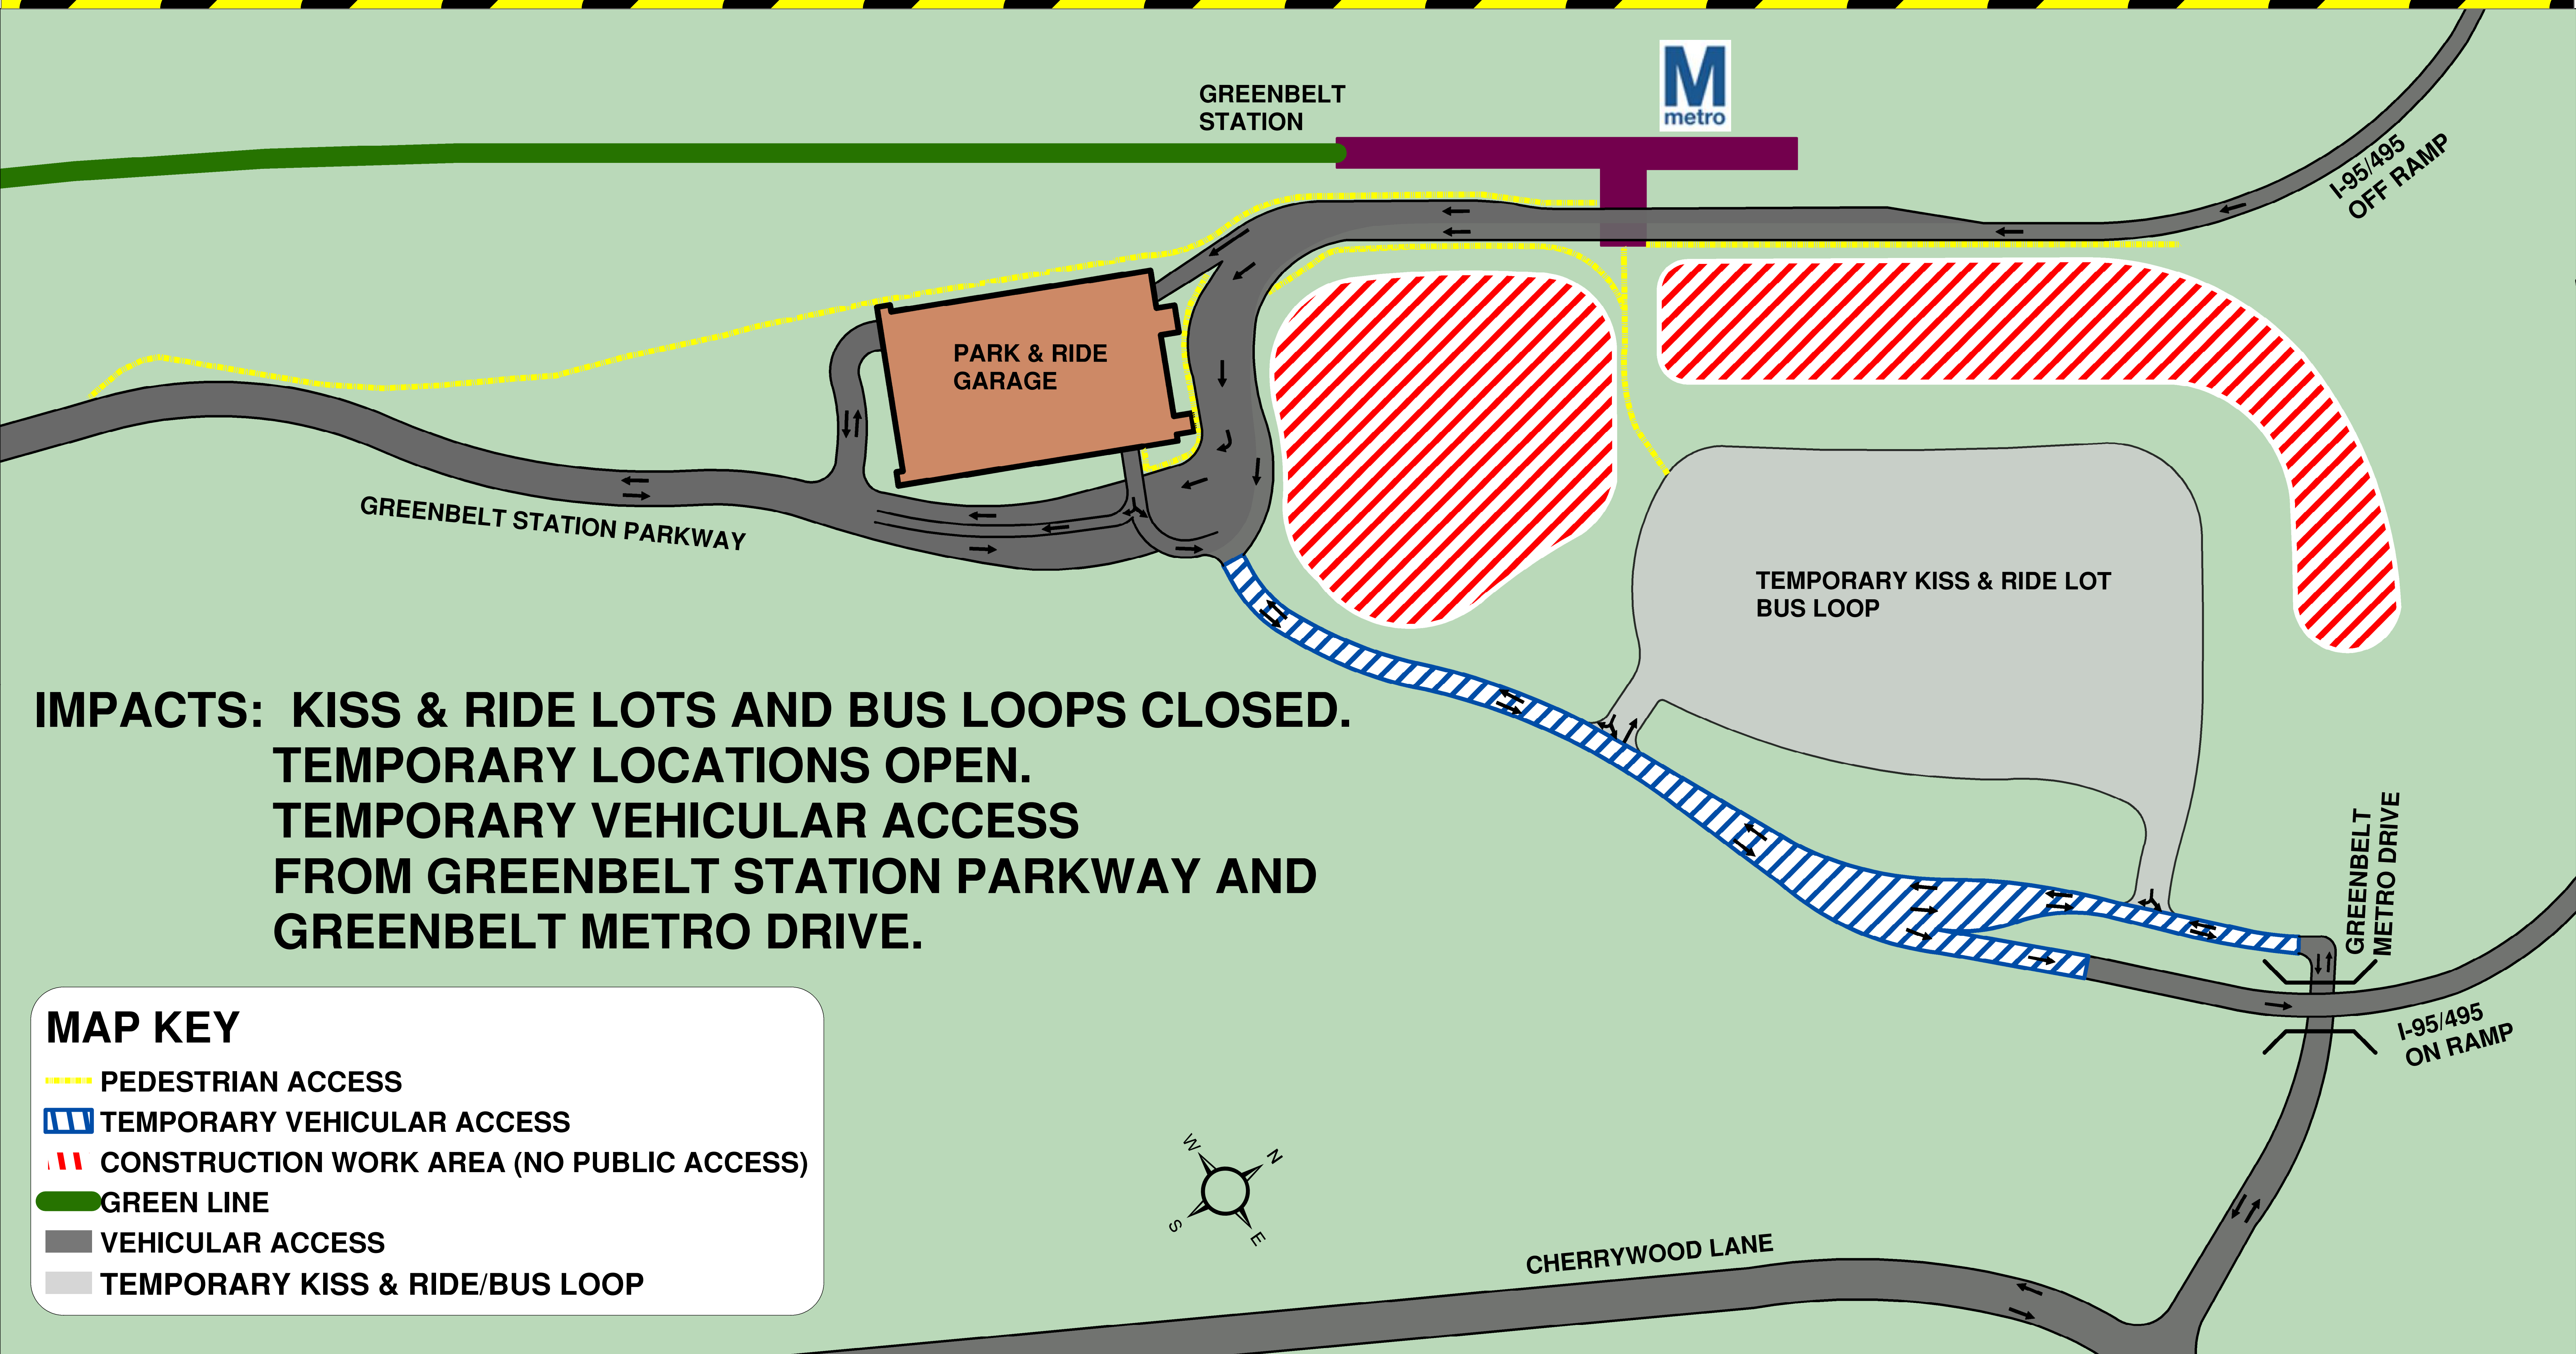 M
metro
GREENBELT
STATION
I-95/495
OFF RAMP
PARK & RIDE
GARAGE
GREENBELT STATION PARKWAY
TEMPORARY KISS & RIDE LOT
BUS LOOP
IMPACTS: KISS & RIDE LOTS AND BUS LOOPS CLOSED.
TEMPORARY LOCATIONS OPEN.
TEMPORARY VEHICULAR ACCESS
FROM GREENBELT STATION PARKWAY AND
GREENBELT METRO DRIVE.
GREENBELT
METRO DRIVE
I-95/495
ON RAMP
MAP KEY
PEDESTRIAN ACCESS
TEMPORARY VEHICULAR ACCESS
CONSTRUCTION WORK AREA (NO PUBLIC ACCESS)
GREEN LINE
VEHICULAR ACCESS
TEMPORARY KISS & RIDE/BUS LOOP
W
N
S
E
CHERRYWOOD LANE